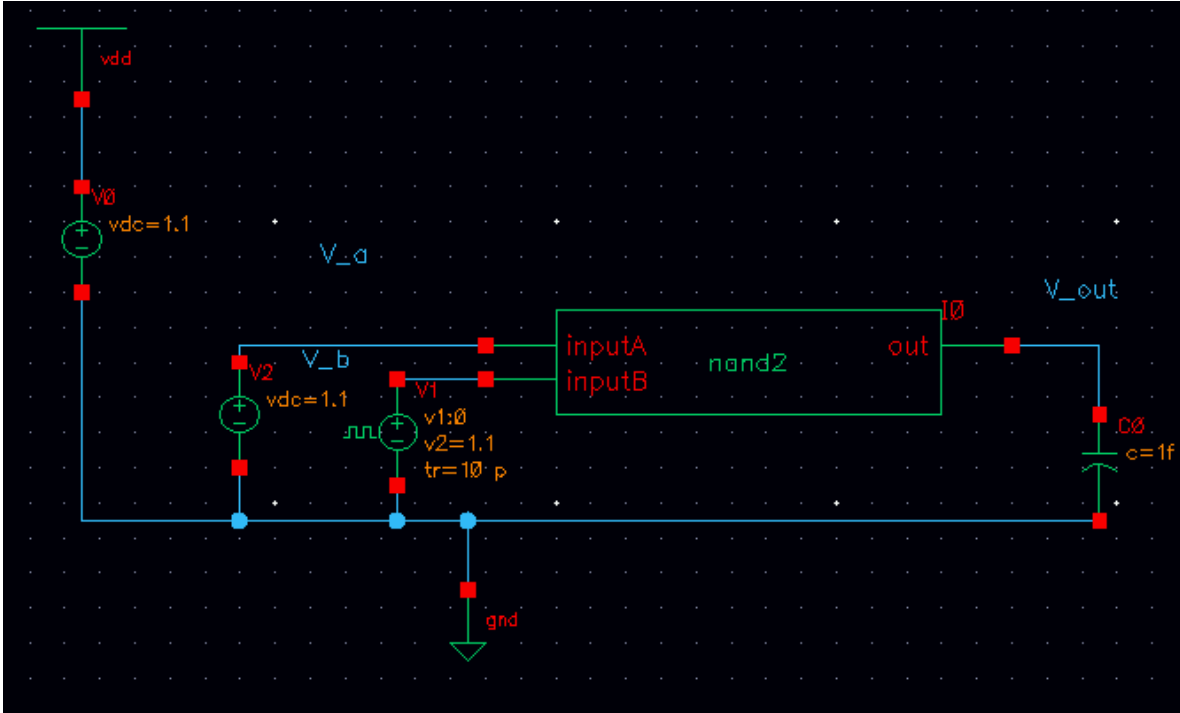 vdd
V0
vdc=1.1
V_a
V_out
I0
inputA
out
nand2
inputB
V_b
V2
vdc=1.1
V1
v1:0
v2=1.1
tr=10 p
C0
c=1f
gnd